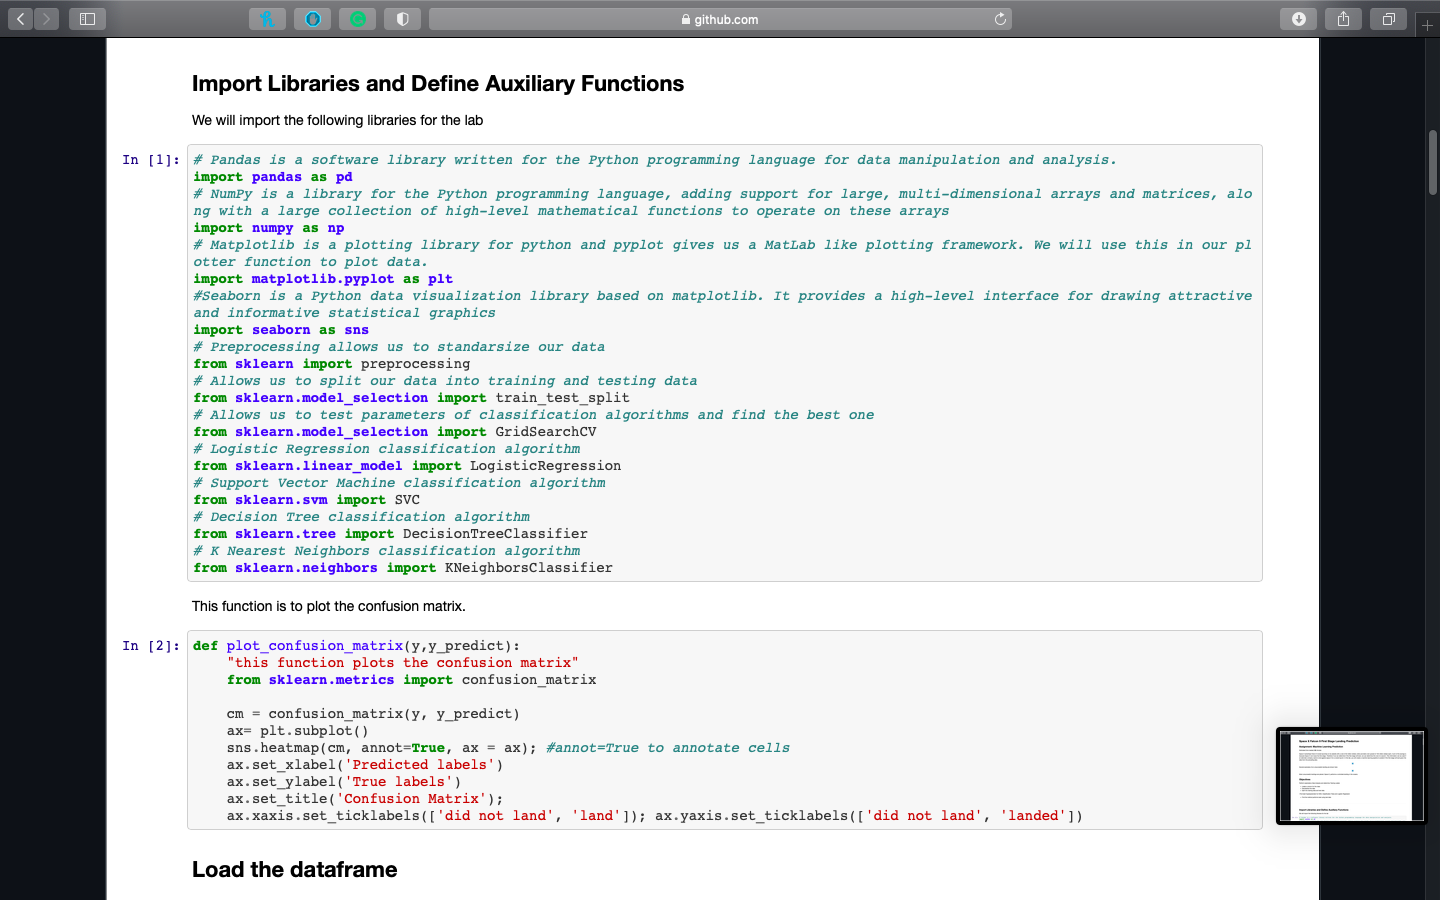 github.com
Import Libraries and Define Auxiliary Functions
We will import the following libraries for the lab
In [1]:
# Pandas is a software library written for the Python programming language for data manipulation and analysis.
import pandas as pd
# NumPy is a library for the Python programming language, adding support for large, multi-dimensional arrays and matrices, alo
ng with a large collection of high-level mathematical functions to operate on these arrays
import numpy as np
# Matplotlib is a plotting library for python and pyplot gives us a MatLab like plotting framework. We will use this in our pl
otter function to plot data.
import matplotlib.pyplot as plt
#Seaborn is a Python data visualization library based on matplotlib. It provides a high-level interface for drawing attractive
and informative statistical graphics
import seaborn as sns
# Preprocessing allows us to standarsize our data
from sklearn import preprocessing
# Allows us to split our data into training and testing data
from sklearn.model_selection import train_test_split
# Allows us to test parameters of classification algorithms and find the best one
from sklearn.model_selection import GridSearchCV
# Logistic Regression classification algorithm
from sklearn.linear_model import LogisticRegression
# Support Vector Machine classification algorithm
from sklearn.svm import SVC
# Decision Tree classification algorithm
from sklearn.tree import DecisionTreeClassifier
# K Nearest Neighbors classification algorithm
from sklearn.neighbors import KNeighborsClassifier
This function is to plot the confusion matrix.
In [2]:
def plot_confusion_matrix(y,y_predict):
    "this function plots the confusion matrix"
    from sklearn.metrics import confusion_matrix
    cm = confusion_matrix(y, y_predict)
    ax= plt.subplot()
    sns.heatmap(cm, annot=True, ax = ax); #annot=True to annotate cells
    ax.set_xlabel('Predicted labels')
    ax.set_ylabel('True labels')
    ax.set_title('Confusion Matrix');
    ax.xaxis.set_ticklabels(['did not land', 'land']); ax.yaxis.set_ticklabels(['did not land', 'landed'])
Load the dataframe